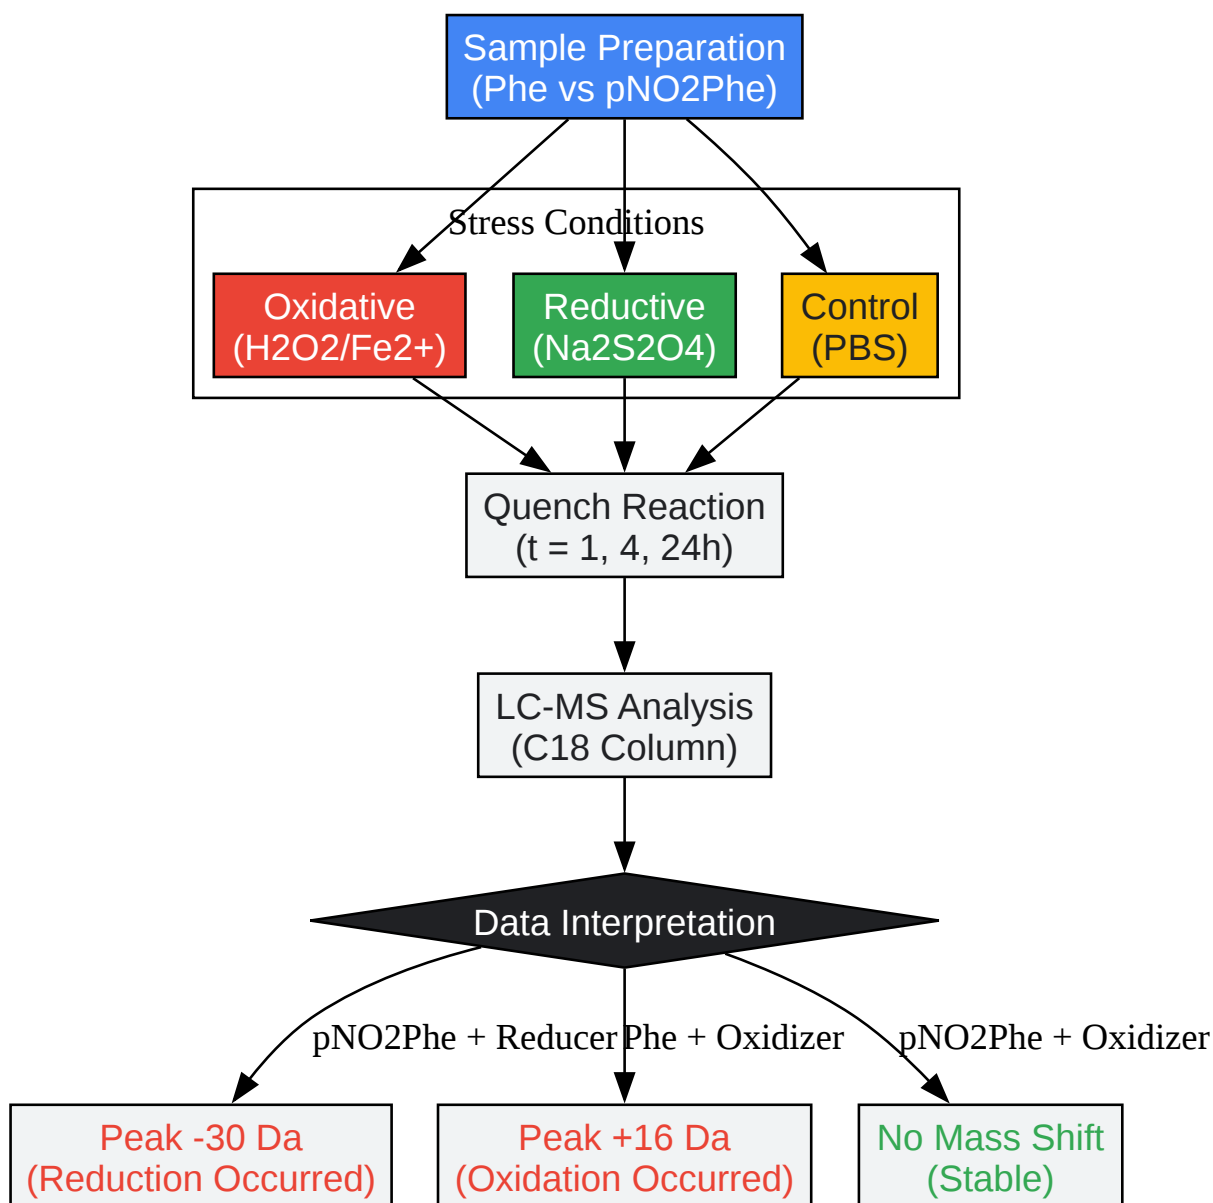 Sample Preparation
(Phe vs pNO2Phe)
Stress Conditions
Oxidative
(H2O2/Fe2+)
Reductive
(Na2S2O4)
Control
(PBS)
Quench Reaction
(t = 1, 4, 24h)
LC-MS Analysis
(C18 Column)
Data Interpretation
pNO2Phe + Reducer
Phe + Oxidizer
pNO2Phe + Oxidizer
Peak -30 Da
(Reduction Occurred)
Peak +16 Da
(Oxidation Occurred)
No Mass Shift
(Stable)